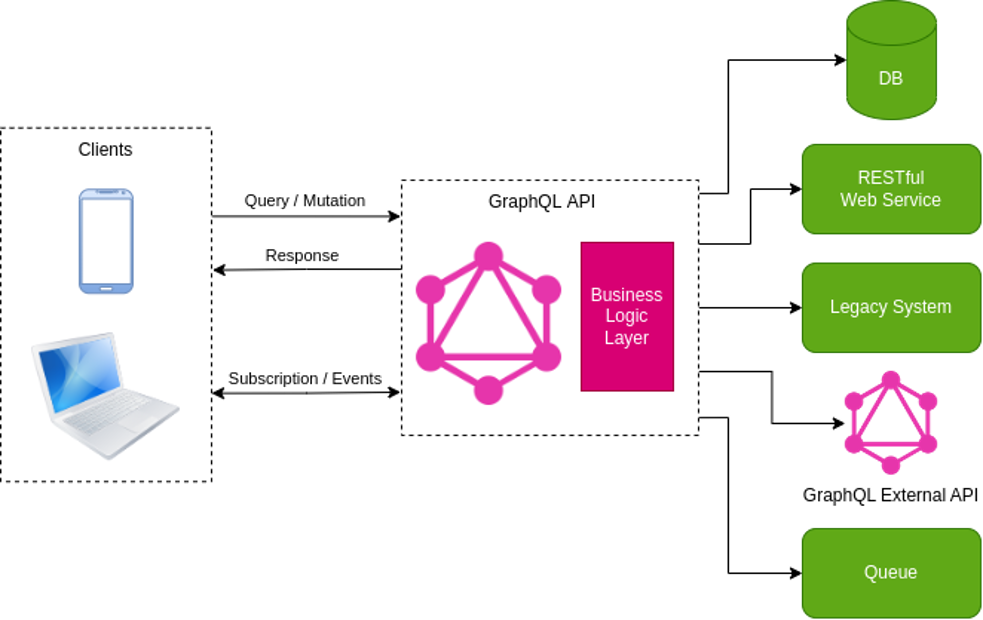 Clients
Query / Mutation
Response
Subscription / Events
GraphQL API
Business
Logic
Layer
DB
RESTful
Web Service
Legacy System
GraphQL External API
Queue